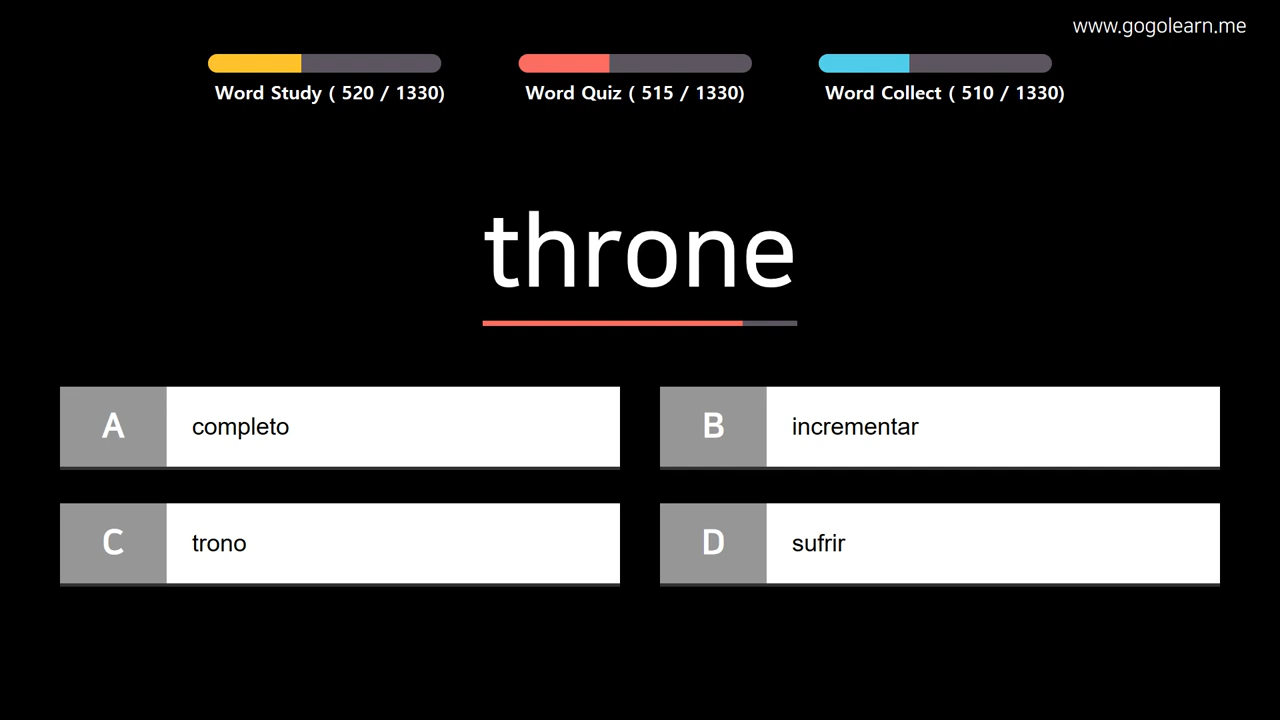 www.gogolearn.me
Word Study ( 520 / 1330)
Word Quiz ( 515 / 1330)
Word Collect ( 510 / 1330)
throne
A completo
B incrementar
C trono
D sufrir